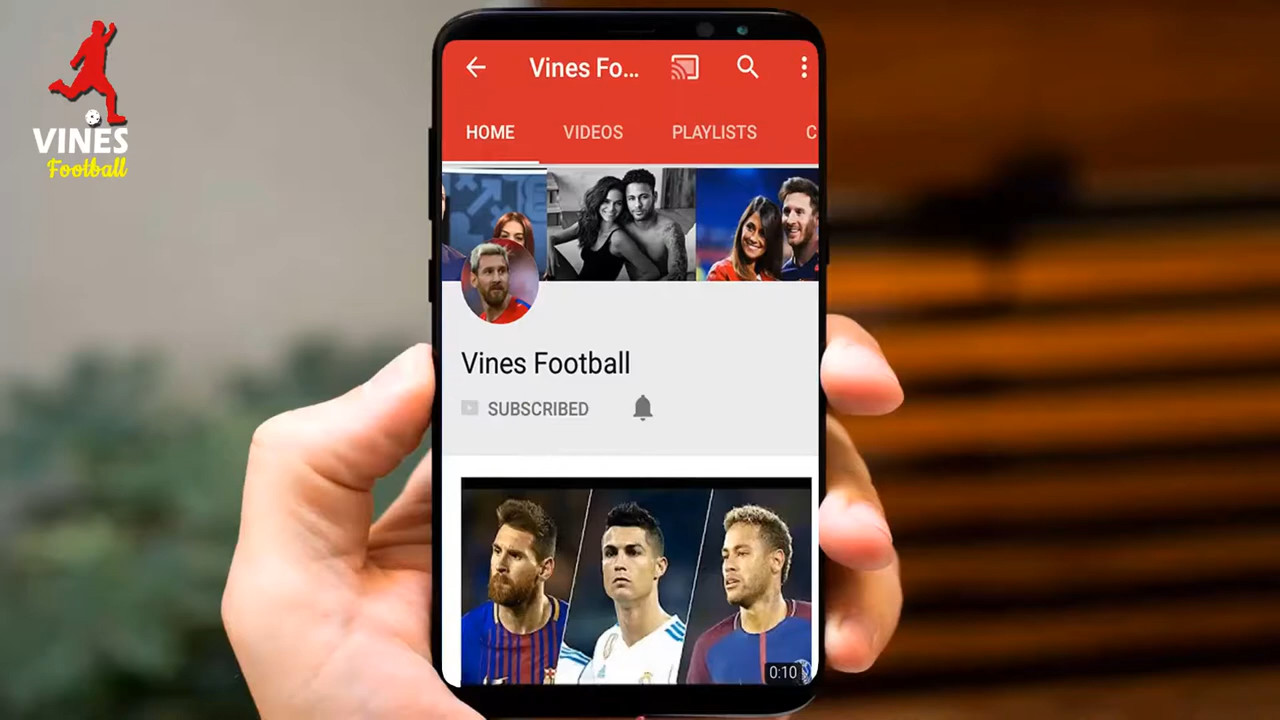 VINES
Football
Vines Fo...
HOME VIDEOS PLAYLISTS C
Vines Football
SUBSCRIBED
0:10